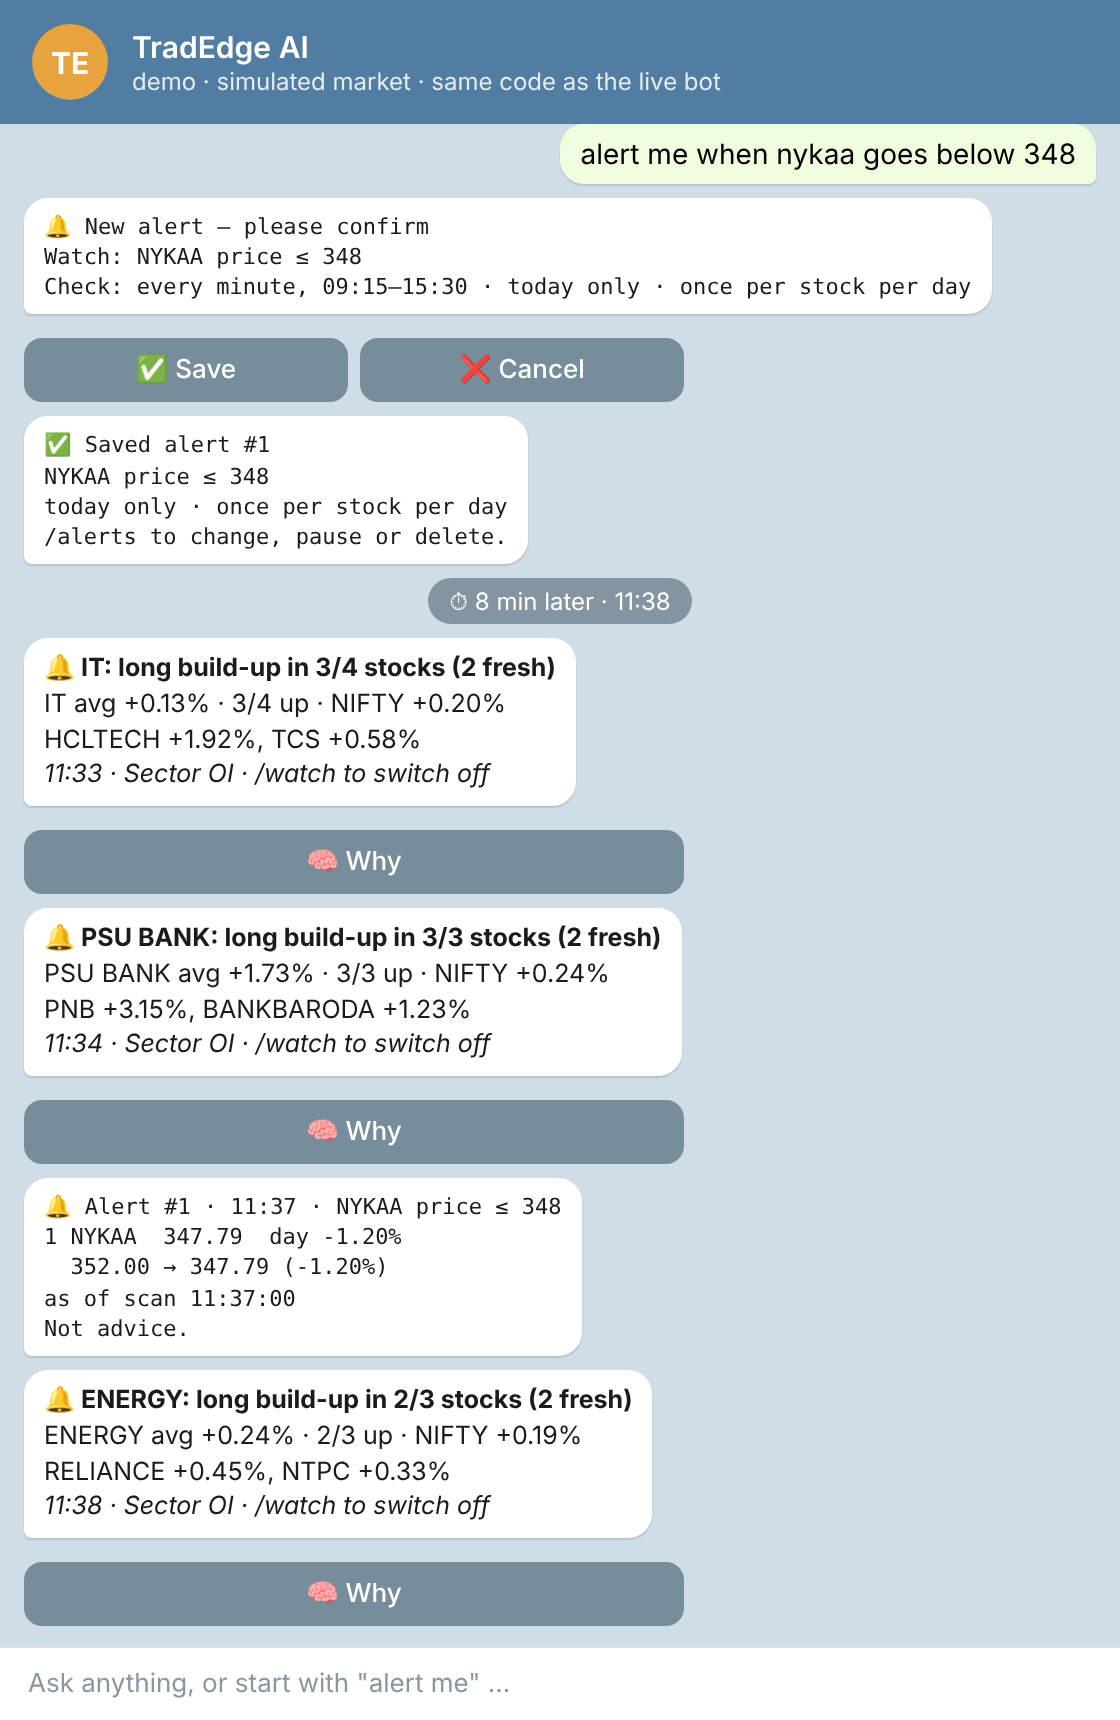 TE
TradEdge AI
demo · simulated market · same code as the live bot
alert me when nykaa goes below 348
🔔 New alert — please confirm
Watch: NYKAA price ≤ 348
Check: every minute, 09:15–15:30 · today only · once per stock per day
✅ Save
❌ Cancel
✅ Saved alert #1
NYKAA price ≤ 348
today only · once per stock per day
/alerts to change, pause or delete.
⏱ 8 min later · 11:38
🔔 IT: long build-up in 3/4 stocks (2 fresh)
IT avg +0.13% · 3/4 up · NIFTY +0.20%
HCLTECH +1.92%, TCS +0.58%
11:33 · Sector OI · /watch to switch off
🧠 Why
🔔 PSU BANK: long build-up in 3/3 stocks (2 fresh)
PSU BANK avg +1.73% · 3/3 up · NIFTY +0.24%
PNB +3.15%, BANKBARODA +1.23%
11:34 · Sector OI · /watch to switch off
🧠 Why
🔔 Alert #1 · 11:37 · NYKAA price ≤ 348
1 NYKAA  347.79  day -1.20%
352.00 → 347.79 (-1.20%)
as of scan 11:37:00
Not advice.
🔔 ENERGY: long build-up in 2/3 stocks (2 fresh)
ENERGY avg +0.24% · 2/3 up · NIFTY +0.19%
RELIANCE +0.45%, NTPC +0.33%
11:38 · Sector OI · /watch to switch off
🧠 Why
Ask anything, or start with "alert me" ...